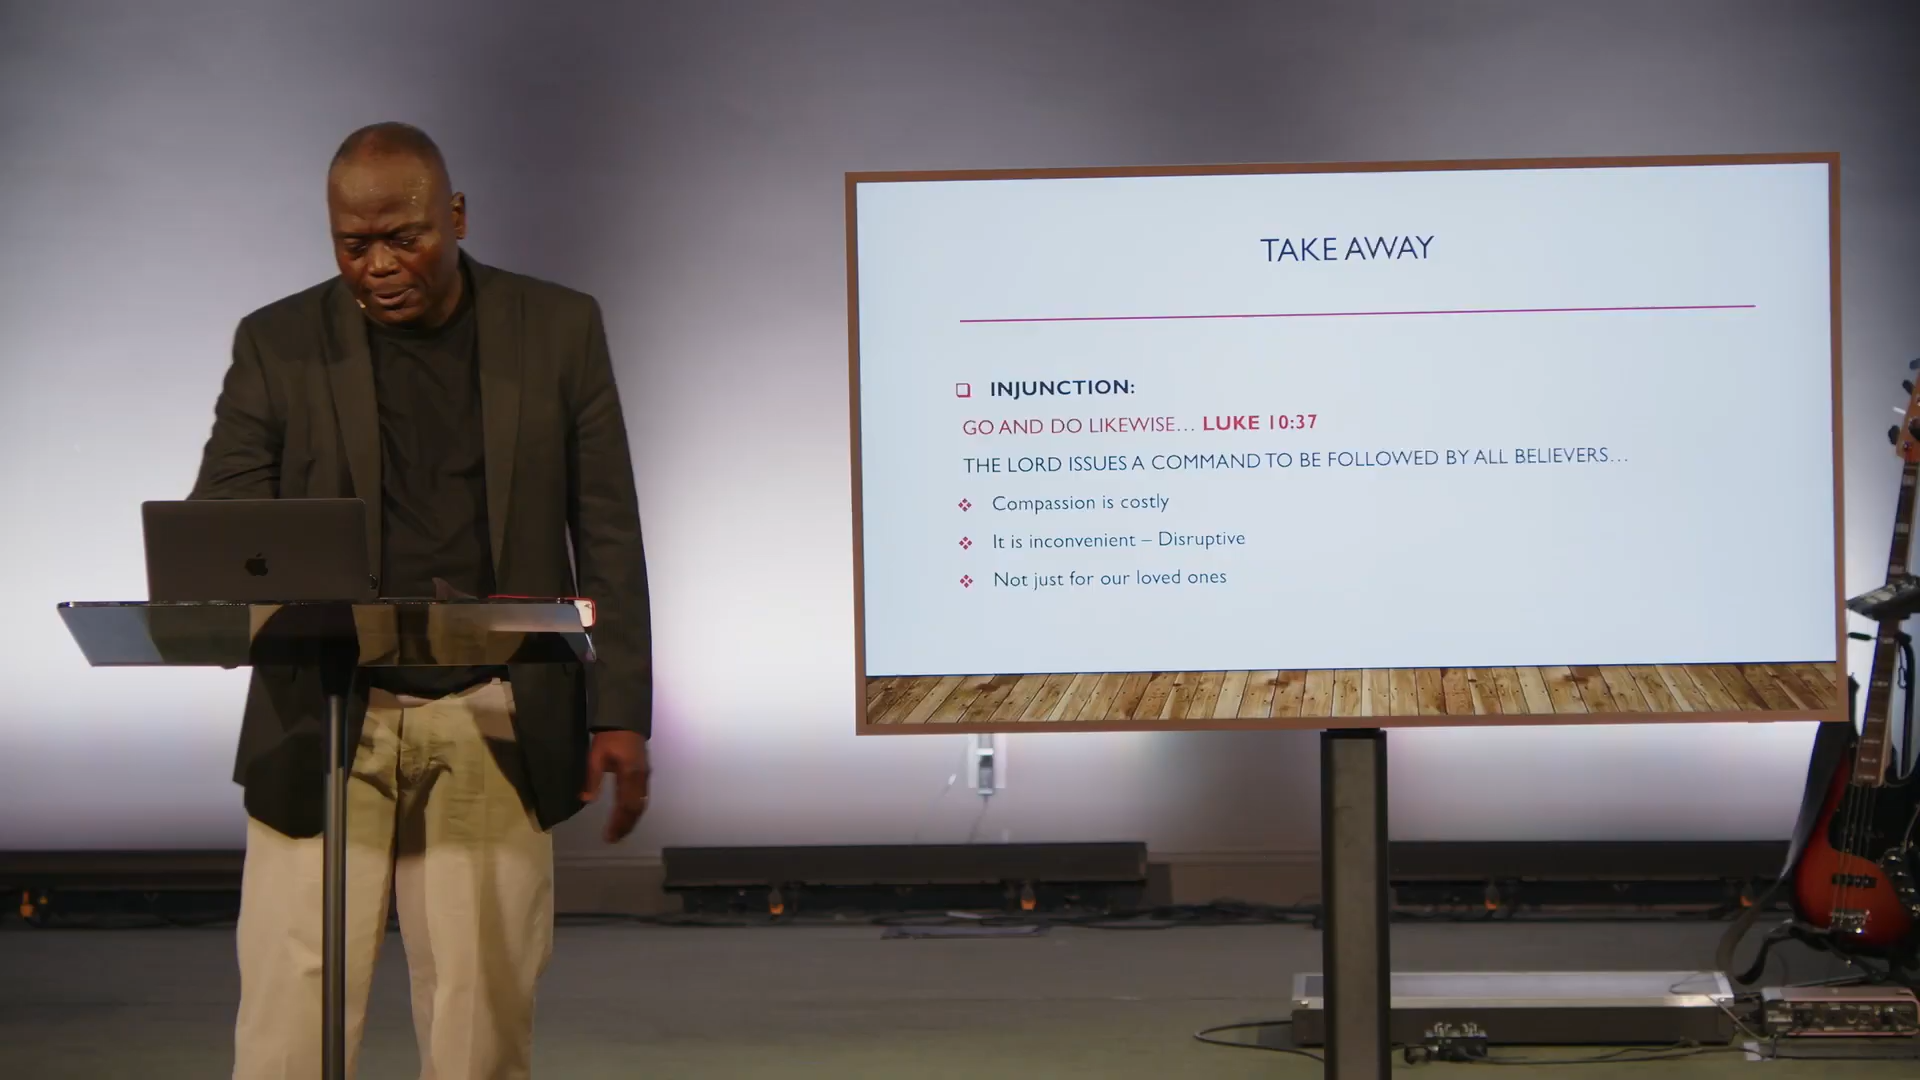 TAKE AWAY
INJUNCTION:
GO AND DO LIKEWISE... LUKE 10:37
THE LORD ISSUES A COMMAND TO BE FOLLOWED BY ALL BELIEVERS...
Compassion is costly
It is inconvenient – Disruptive
Not just for our loved ones